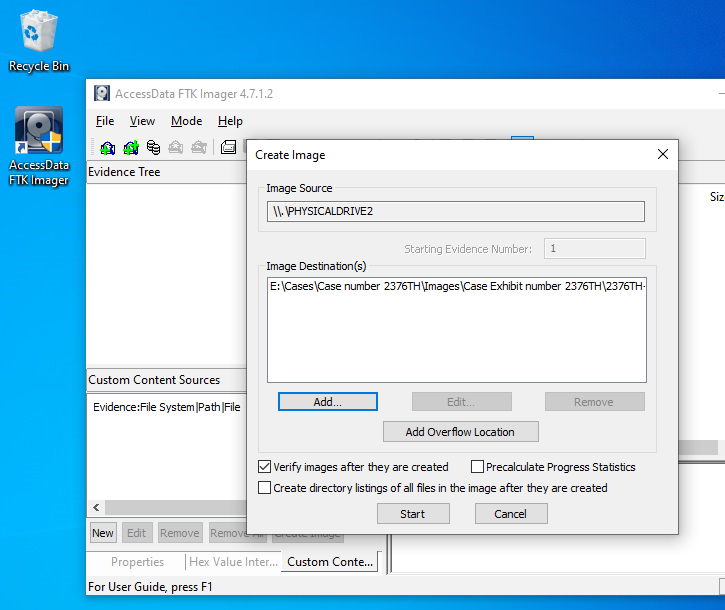 Recycle Bin
AccessData
FTK Imager
AccessData FTK Imager 4.7.1.2
File View Mode Help
Evidence Tree
Siz
Create Image
Image Source
\\.\PHYSICALDRIVE2
Starting Evidence Number: 1
Image Destination(s)
E:\Cases\Case number 2376TH\Images\Case Exhibit number 2376TH\2376TH-
Add... Edit... Remove
Add Overflow Location
Verify images after they are created Precalculate Progress Statistics
Create directory listings of all files in the image after they are created
Start Cancel
Custom Content Sources
Evidence:File System|Path|File
New Edit Remove Remove All Create Image
Properties Hex Value Inter... Custom Conte...
For User Guide, press F1